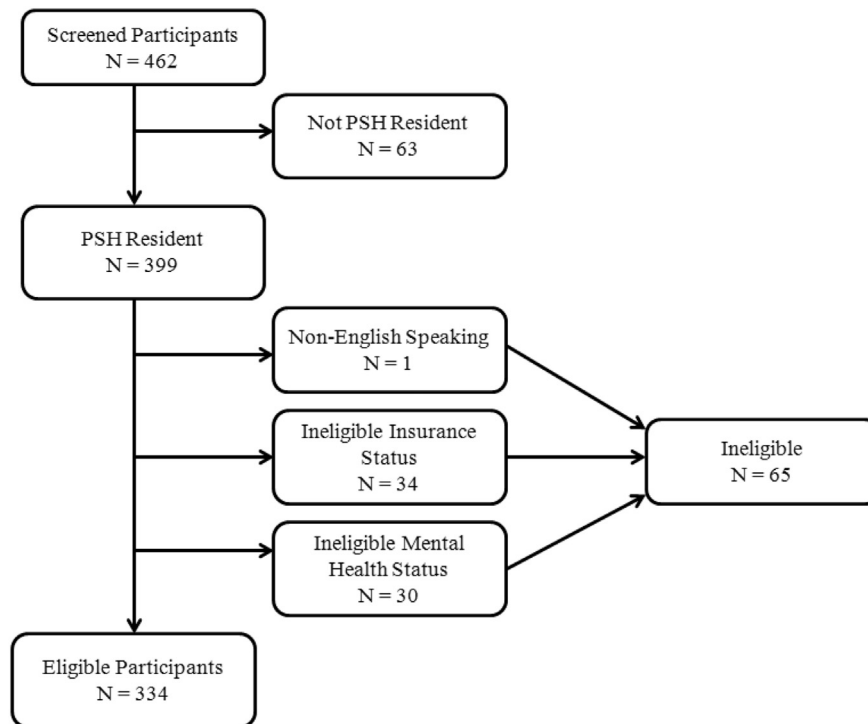 Screened Participants
N = 462
Not PSH Resident
N = 63
PSH Resident
N = 399
Non-English Speaking
N = 1
Ineligible Insurance
Status
N = 34
Ineligible
N = 65
Ineligible Mental
Health Status
N = 30
Eligible Participants
N = 334